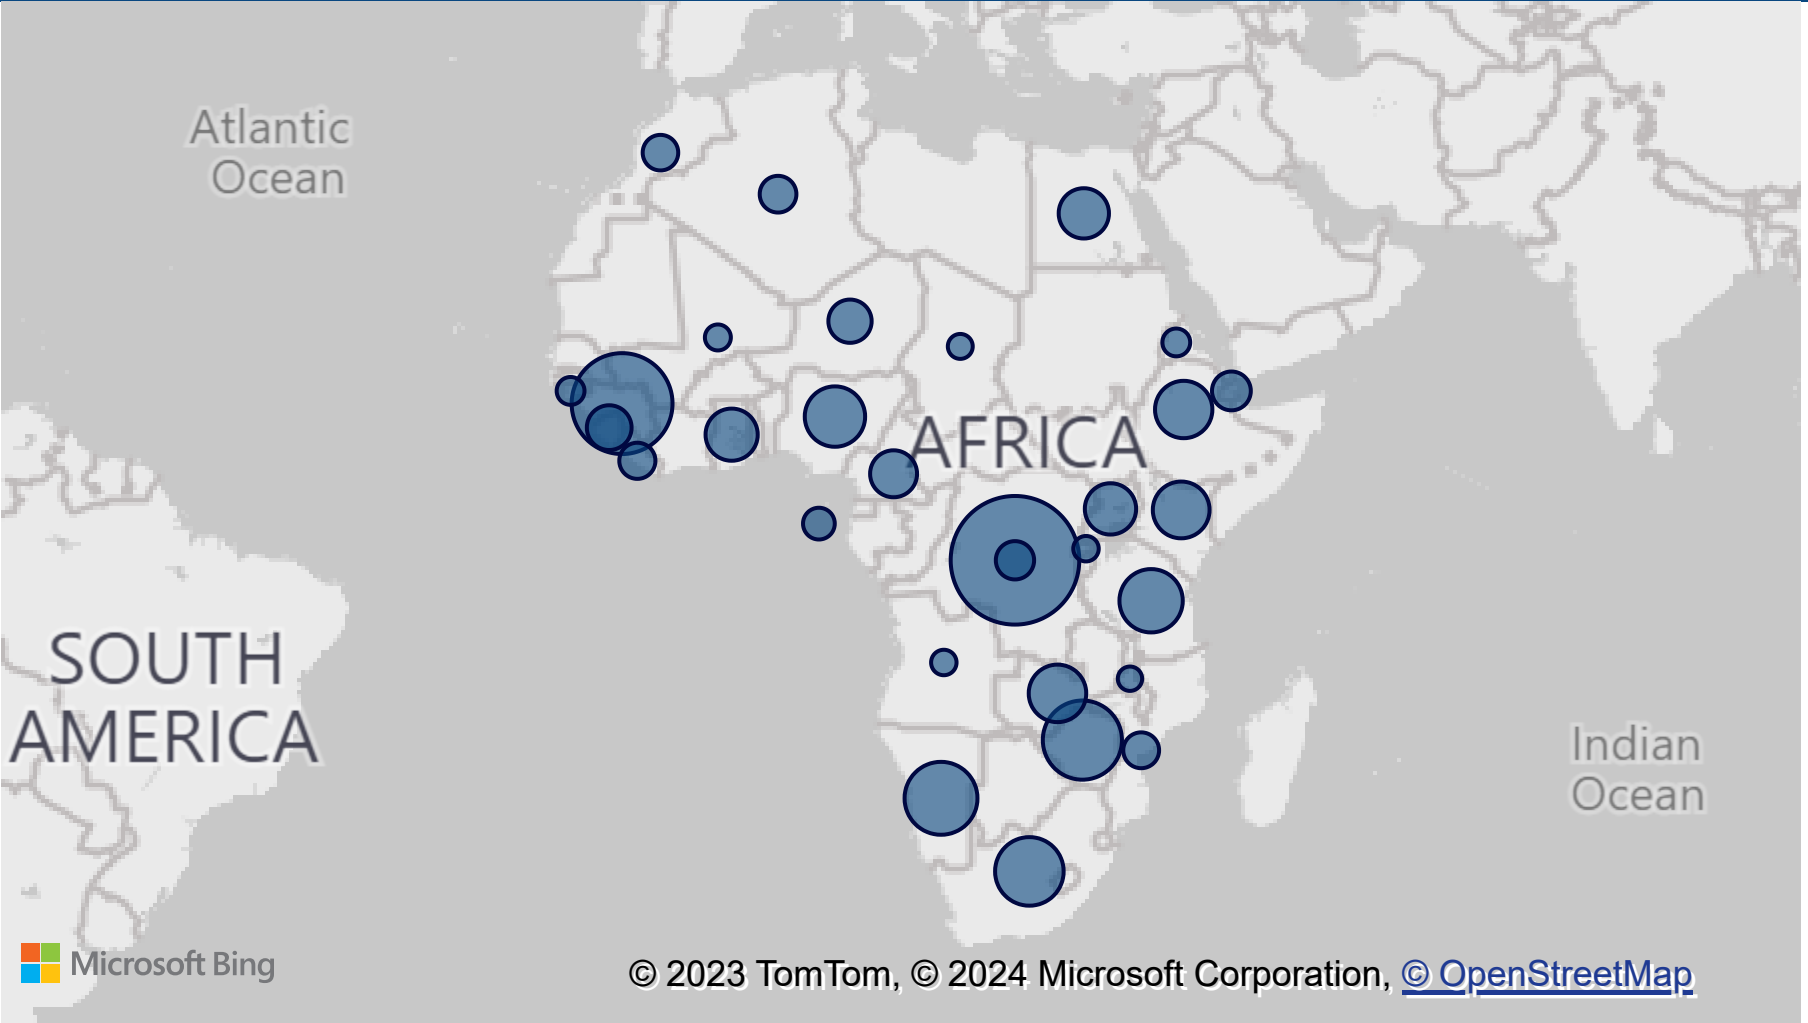 Atlantic
Ocean
AFRICA
SOUTH
AMERICA
Indian
Ocean
Microsoft Bing
© 2023 TomTom, © 2024 Microsoft Corporation, © OpenStreetMap